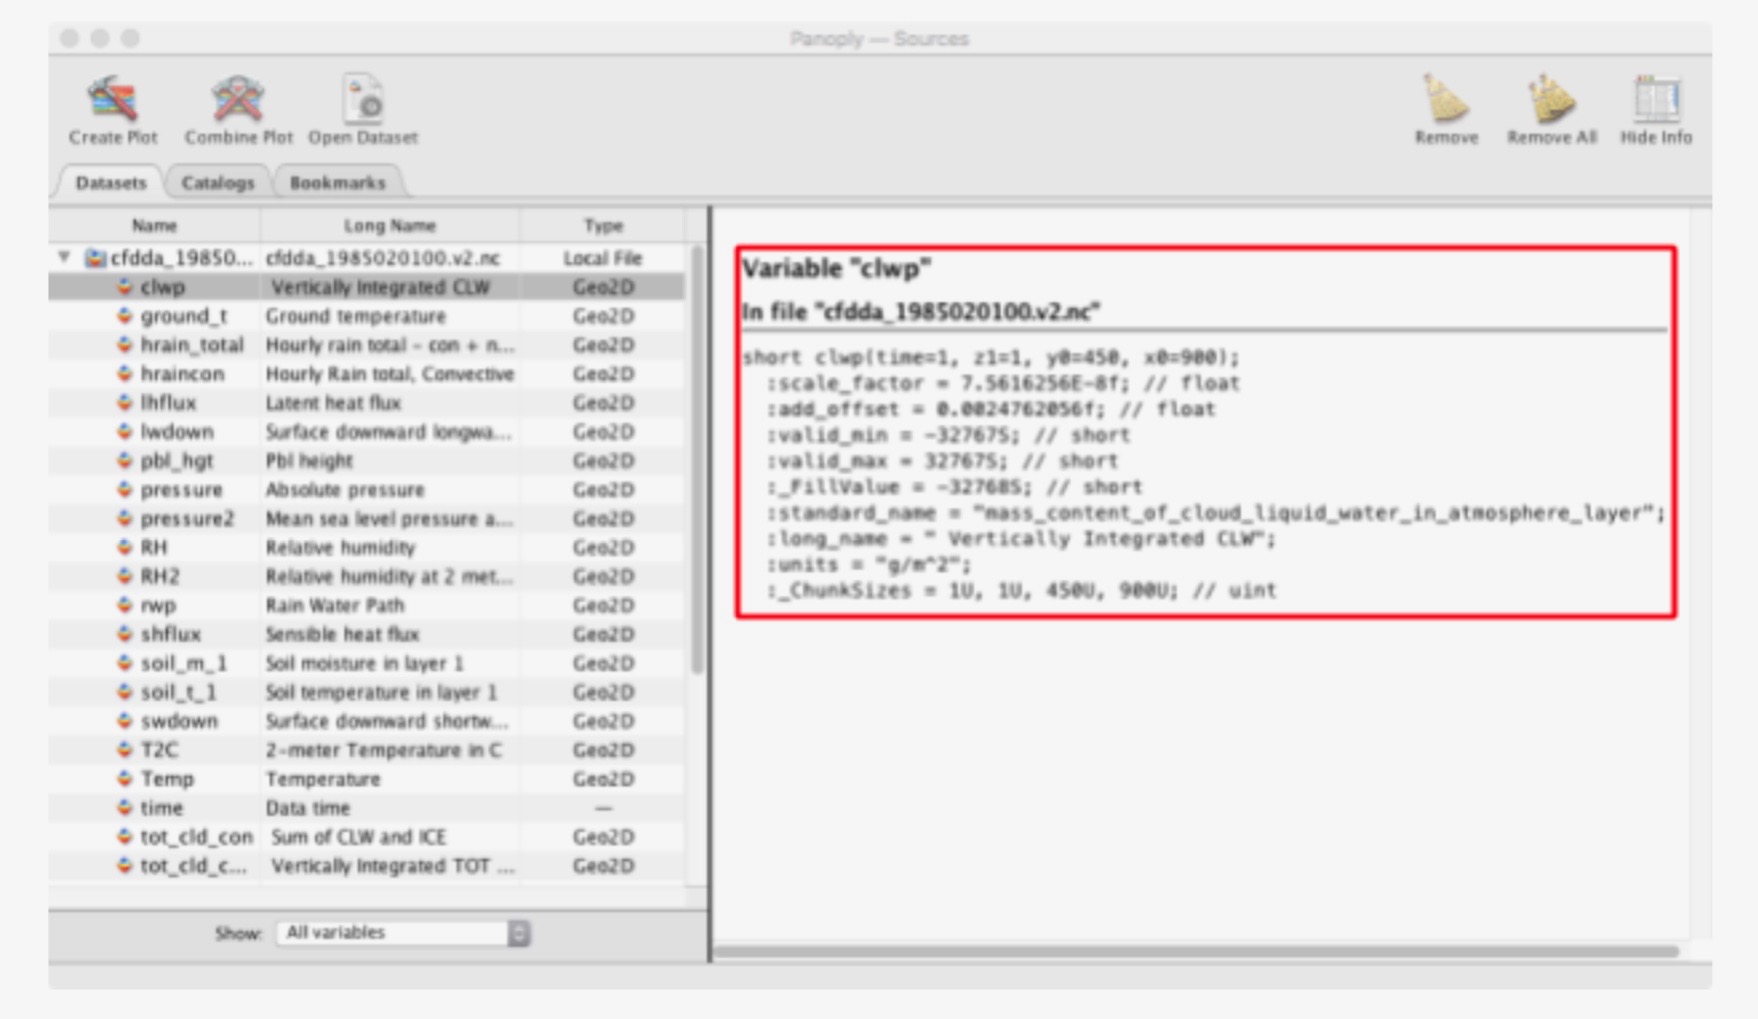 Panoply — Sources
Create Plot Combine Plot Open Dataset Remove Remove All Hide Info
Datasets Catalogs Bookmarks
Name Long Name Type
cfdda_19850... cfdda_1985020100.v2.nc Local File
clwp Vertically Integrated CLW Geo2D
ground_t Ground temperature Geo2D
hrain_total Hourly rain total - con + n... Geo2D
hraincon Hourly Rain total, Convective Geo2D
lhflux Latent heat flux Geo2D
lwdown Surface downward longwa... Geo2D
pbl_hgt Pbl height Geo2D
pressure Absolute pressure Geo2D
pressure2 Mean sea level pressure a... Geo2D
RH Relative humidity Geo2D
RH2 Relative humidity at 2 met... Geo2D
rwp Rain Water Path Geo2D
shflux Sensible heat flux Geo2D
soil_m_1 Soil moisture in layer 1 Geo2D
soil_t_1 Soil temperature in layer 1 Geo2D
swdown Surface downward shortw... Geo2D
T2C 2-meter Temperature in C Geo2D
Temp Temperature Geo2D
time Data time —
tot_cld_con Sum of CLW and ICE Geo2D
tot_cld_c... Vertically Integrated TOT ... Geo2D
Show: All variables
Variable "clwp"
In file "cfdda_1985020100.v2.nc"
short clwp(time=1, z1=1, y0=450, x0=900);
:scale_factor = 7.5616256E-8f; // float
:add_offset = 0.0024762056f; // float
:valid_min = -32767S; // short
:valid_max = 32767S; // short
:_FillValue = -32768S; // short
:standard_name = "mass_content_of_cloud_liquid_water_in_atmosphere_layer";
:long_name = " Vertically Integrated CLW";
:units = "g/m^2";
:_ChunkSizes = 1U, 1U, 450U, 900U; // uint